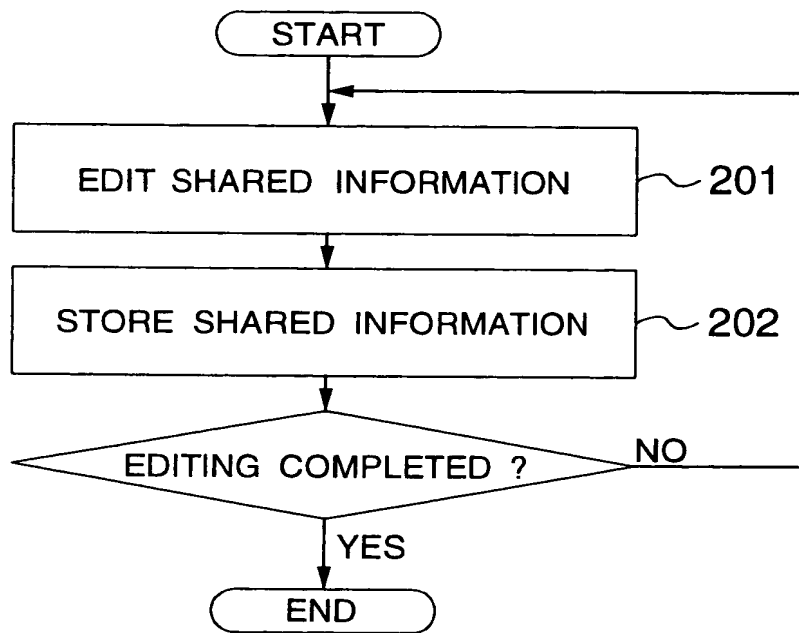 START
EDIT SHARED INFORMATION
201
STORE SHARED INFORMATION
202
EDITING COMPLETED ?
NO
YES
END